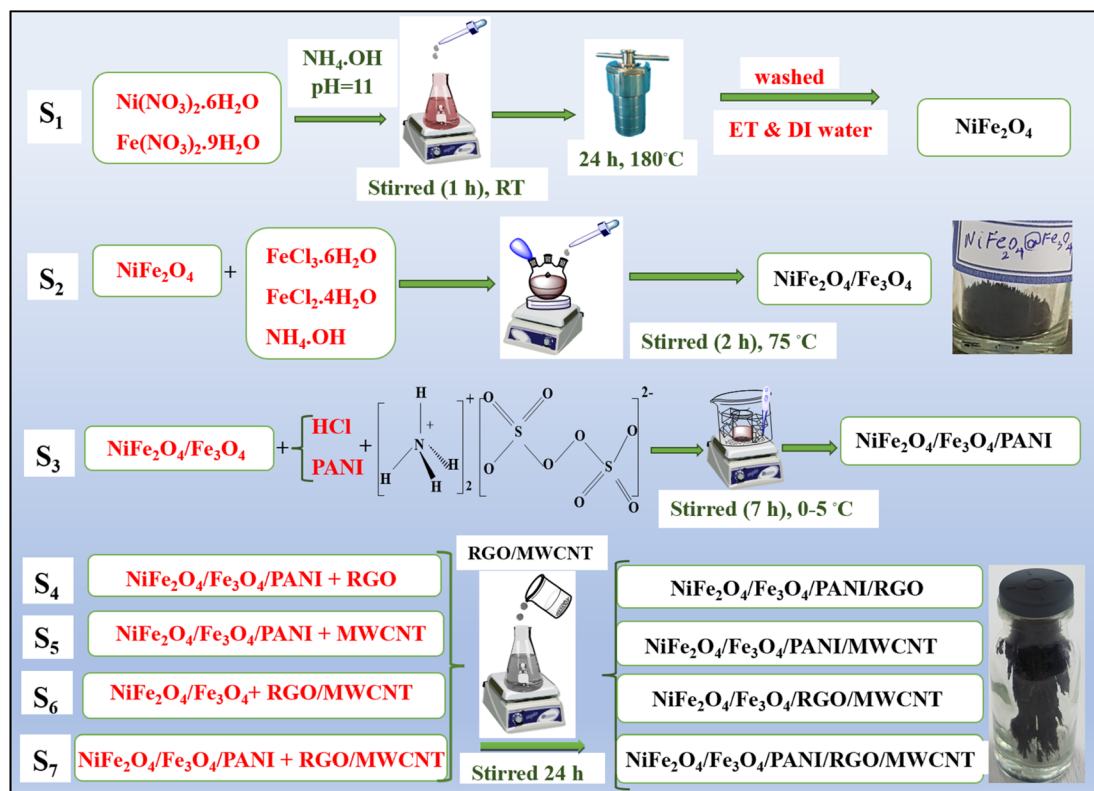 S₁
Ni(NO₃)₂.6H₂O
Fe(NO₃)₂.9H₂O
NH₄.OH
pH=11
Stirred (1 h), RT
24 h, 180°C
washed
ET & DI water
NiFe₂O₄
S₂
NiFe₂O₄
+
FeCl₃.6H₂O
FeCl₂.4H₂O
NH₄.OH
Stirred (2 h), 75 °C
NiFe₂O₄/Fe₃O₄
NiFe₂O₄@Fe₃O₄
S₃
NiFe₂O₄/Fe₃O₄
+
HCl
PANI
+
H
+
N
H
H
H
+
2
O
O
S
O
O
O
O
S
O
O
2-
Stirred (7 h), 0-5 °C
NiFe₂O₄/Fe₃O₄/PANI
S₄
NiFe₂O₄/Fe₃O₄/PANI + RGO
S₅
NiFe₂O₄/Fe₃O₄/PANI + MWCNT
S₆
NiFe₂O₄/Fe₃O₄+ RGO/MWCNT
S₇
NiFe₂O₄/Fe₃O₄/PANI + RGO/MWCNT
RGO/MWCNT
Stirred 24 h
NiFe₂O₄/Fe₃O₄/PANI/RGO
NiFe₂O₄/Fe₃O₄/PANI/MWCNT
NiFe₂O₄/Fe₃O₄/RGO/MWCNT
NiFe₂O₄/Fe₃O₄/PANI/RGO/MWCNT